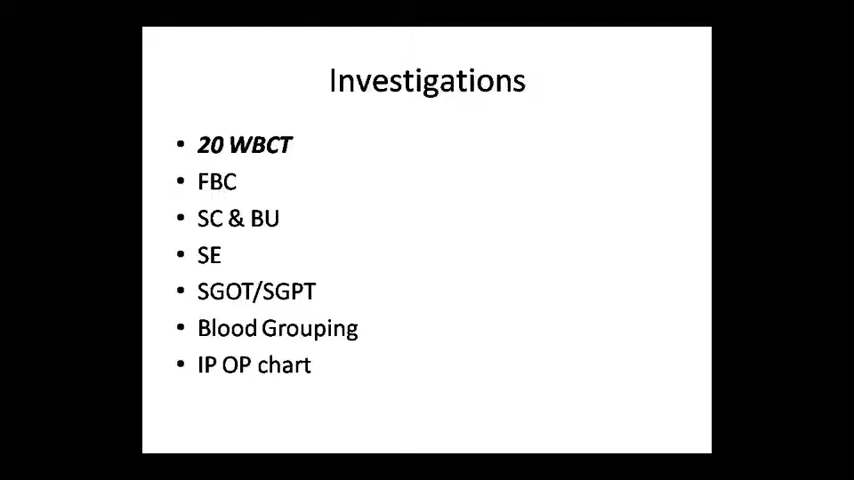 Investigations
• 20 WBCT
• FBC
• SC & BU
• SE
• SGOT/SGPT
• Blood Grouping
• IP OP chart